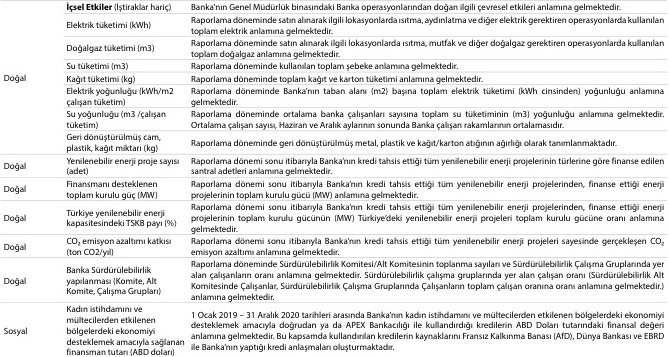 İçsel Etkiler (İştiraklar hariç) Banka'nın Genel Müdürlük binasındaki Banka operasyonlarından doğan ilgili çevresel etkileri anlamına gelmektedir.
Doğal
Elektrik tüketimi (kWh)
Raporlama döneminde satın alınarak ilgili lokasyonlarda ısıtma, aydınlatma ve diğer elektrik gerektiren operasyonlarda kullanılan
toplam elektrik anlamına gelmektedir.
Doğalgaz tüketimi (m3)
Raporlama döneminde satın alınarak ilgili lokasyonlarda ısıtma, mutfak ve diğer doğalgaz gerektiren operasyonlarda kullanılan
toplam doğalgaz anlamına gelmektedir.
Su tüketimi (m3) Raporlama döneminde kullanılan toplam şebeke anlamına gelmektedir.
Kağıt tüketimi (kg) Raporlama döneminde toplam kağıt ve karton tüketimi anlamına gelmektedir.
Elektrik yoğunluğu (kWh/m2
çalışan tüketim)
Raporlama döneminde Banka'nın taban alanı (m2) başına toplam elektrik tüketimi (kWh cinsinden) yoğunluğu anlamına
gelmektedir.
Su yoğunluğu (m3 /çalışan
tüketim)
Raporlama döneminde ortalama banka çalışanları sayısına toplam su tüketiminin (m3) yoğunluğu anlamına gelmektedir.
Ortalama çalışan sayısı, Haziran ve Aralık aylarının sonunda Banka çalışan rakamlarının ortalamasıdır.
Geri dönüştürülmüş cam,
plastik, kağıt miktarı (kg)
Raporlama döneminde geri dönüştürülmüş metal, plastik ve kağıt/karton atığının ağırlığı olarak tanımlanmaktadır.
Doğal
Yenilenebilir enerji proje sayısı
(adet)
Raporlama dönemi sonu itibarıyla Banka'nın kredi tahsis ettiği tüm yenilenebilir enerji projelerinin türlerine göre finanse edilen
santral adetleri anlamına gelmektedir.
Doğal
Finansmanı desteklenen
toplam kurulu güç (MW)
Raporlama dönemi sonu itibarıyla Banka'nın kredi tahsis ettiği tüm yenilenebilir enerji projelerinden, finanse ettiği enerji
projelerinin toplam kurulu gücü (MW) anlamına gelmektedir.
Doğal
Türkiye yenilenebilir enerji
kapasitesindeki TSKB payı (%)
Raporlama dönemi sonu itibarıyla Banka'nın kredi tahsis ettiği tüm yenilenebilir enerji projelerinden, finanse ettiği enerji
projelerinin toplam kurulu gücünün (MW) Türkiye'deki yenilenebilir enerji projeleri toplam kurulu gücüne oranı anlamına
gelmektedir.
Doğal
CO₂ emisyon azaltımı katkısı
(ton CO2/yıl)
Raporlama dönemi sonu itibarıyla Banka'nın kredi tahsis ettiği tüm yenilenebilir enerji projeleri sayesinde gerçekleşen CO₂
emisyon azaltımı anlamına gelmektedir.
Doğal
Banka Sürdürülebilirlik
yapılanması (Komite, Alt
Komite, Çalışma Grupları)
Raporlama döneminde Sürdürülebilirlik Komitesi/Alt Komitesinin toplanma sayıları ve Sürdürülebilirlik Çalışma Gruplarında yer
alan çalışanların oranı anlamına gelmektedir. Sürdürülebilirlik çalışma gruplarında yer alan çalışan oranı (Sürdürülebilirlik Alt
Komitesinde Çalışanlar, Sürdürülebilirlik Çalışma Gruplarında Çalışanların toplam çalışan oranına oranı anlamına gelmektedir.)
anlamına gelmektedir.
Sosyal
Kadın istihdamını ve
mültecilerden etkilenen
bölgelerdeki ekonomiyi
desteklemek amacıyla sağlanan
finansman tutarı (ABD doları)
1 Ocak 2019 – 31 Aralık 2020 tarihleri arasında Banka'nın kadın istihdamını ve mültecilerden etkilenen bölgelerdeki ekonomiyi
desteklemek amacıyla doğrudan ya da APEX Bankacılığı ile kullandırdığı kredilerin ABD Doları tutarındaki finansal değeri
anlamına gelmektedir. Bu kapsamda kullandırılan kredilerin kaynaklarını Fransız Kalkınma Banası (AfD), Dünya Bankası ve EBRD
ile Banka'nın yaptığı kredi anlaşmaları oluşturmaktadır.